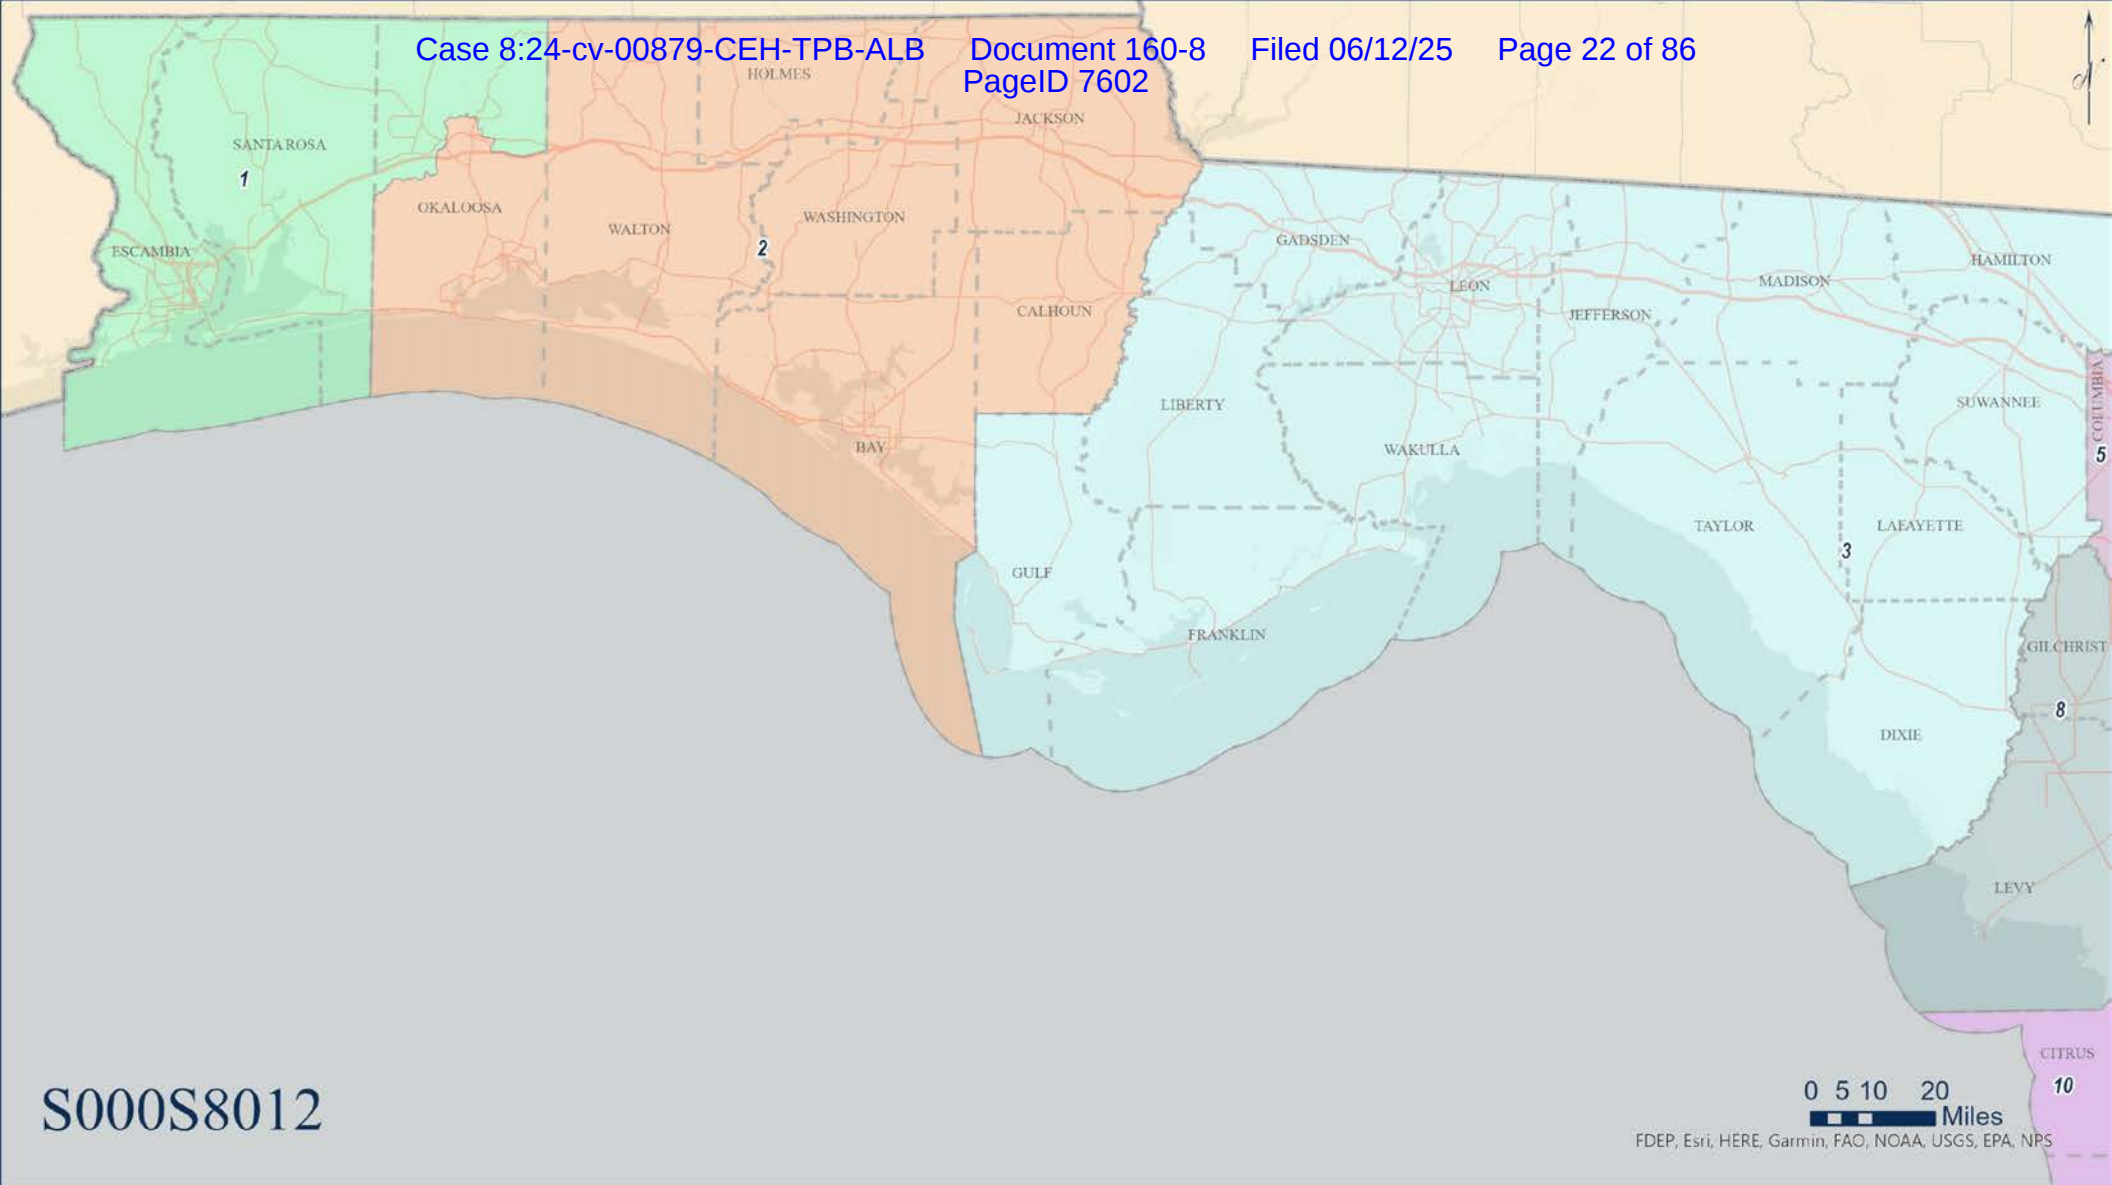 Case 8:24-cv-00879-CEH-TPB-ALB Document 160-8 Filed 06/12/25 Page 22 of 86
PageID 7602
N
HOLMES
JACKSON
SANTA ROSA
1
OKALOOSA
WALTON
WASHINGTON
2
ESCAMBIA
GADSDEN
LEON
MADISON
HAMILTON
CALHOUN
JEFFERSON
COLUMBIA
LIBERTY
SUWANNEE
BAY
WAKULLA
5
TAYLOR
LAFAYETTE
3
GULF
FRANKLIN
GILCHRIST
8
DIXIE
LEVY
CITRUS
10
S000S8012
0 5 10 20
Miles
FDEP, Esri, HERE, Garmin, FAO, NOAA, USGS, EPA, NPS